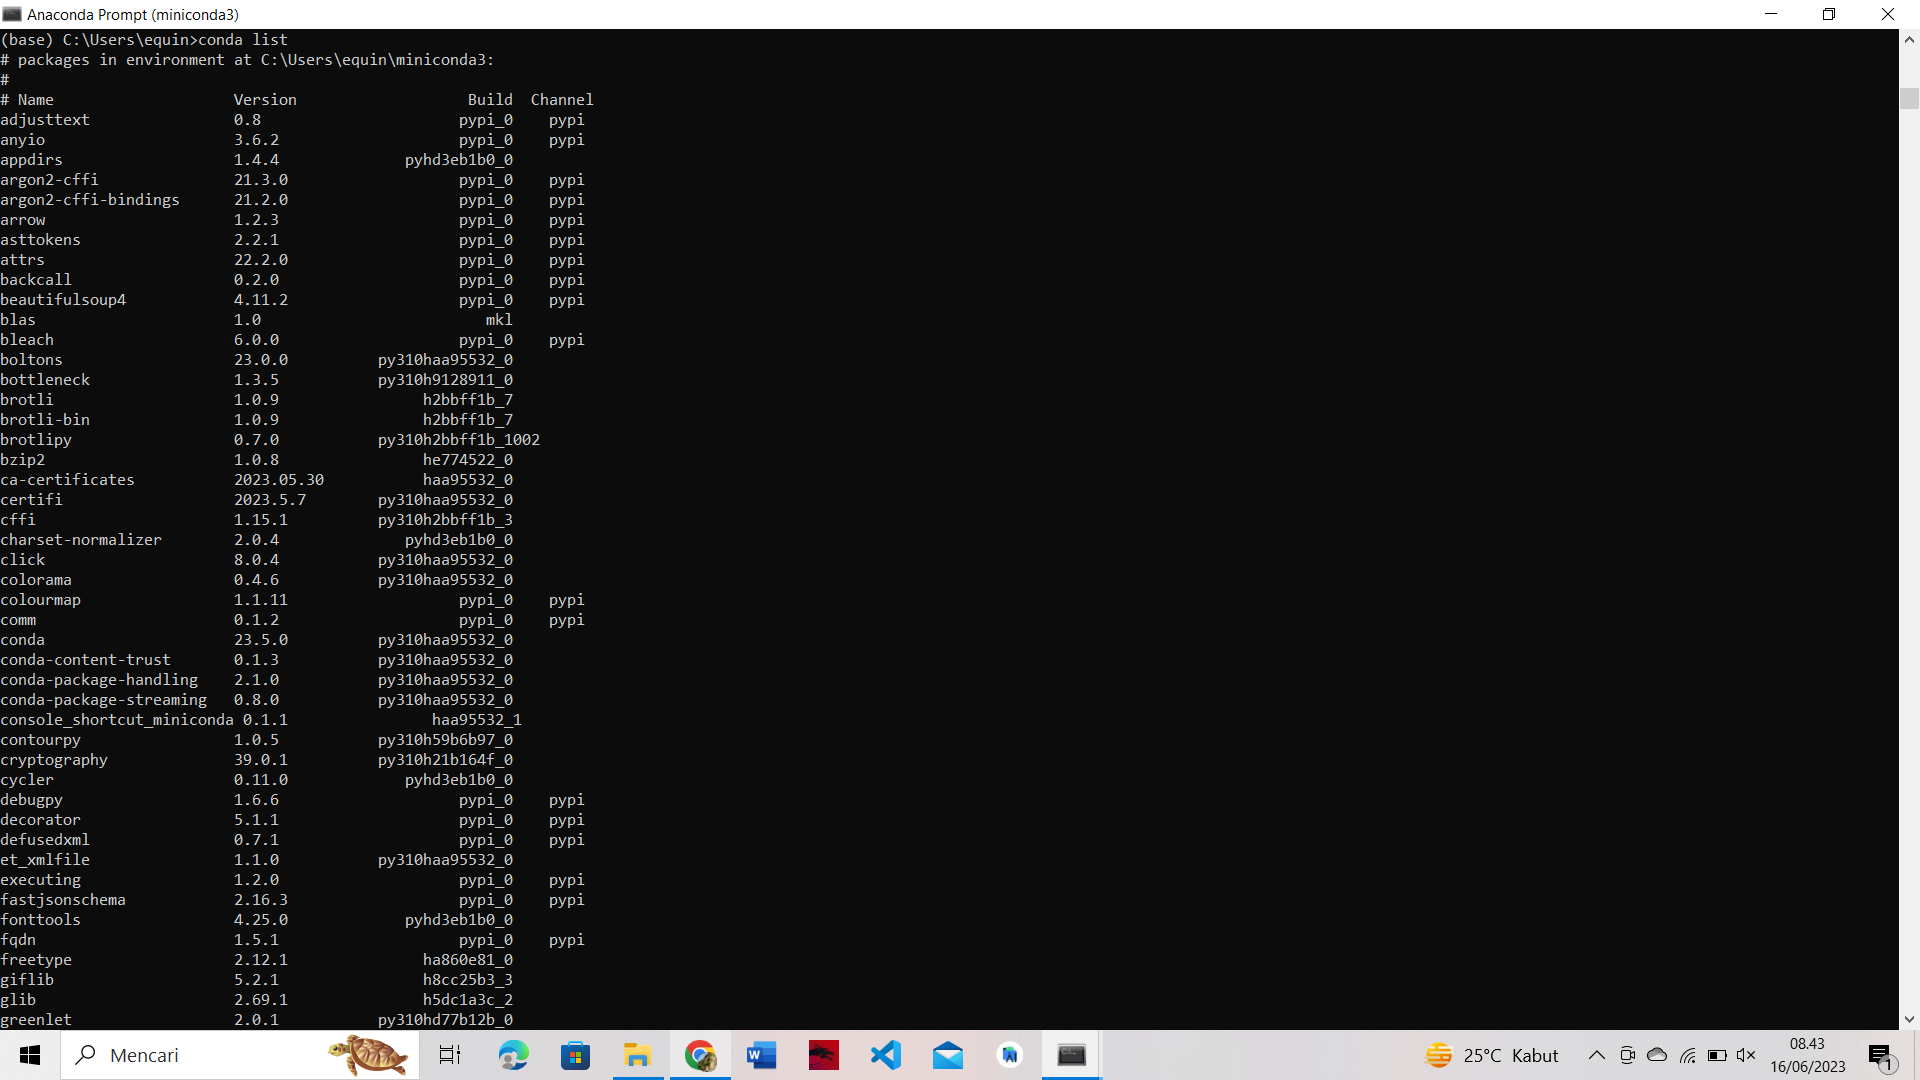 Anaconda Prompt (miniconda3)
(base) C:\Users\equin>conda list
# packages in environment at C:\Users\equin\miniconda3:
#
# Name                    Version                   Build  Channel
adjusttext                0.8                      pypi_0    pypi
anyio                     3.6.2                    pypi_0    pypi
appdirs                   1.4.4              pyhd3eb1b0_0
argon2-cffi               21.3.0                   pypi_0    pypi
argon2-cffi-bindings      21.2.0                   pypi_0    pypi
arrow                     1.2.3                    pypi_0    pypi
asttokens                 2.2.1                    pypi_0    pypi
attrs                     22.2.0                   pypi_0    pypi
backcall                  0.2.0                    pypi_0    pypi
beautifulsoup4            4.11.2                   pypi_0    pypi
blas                      1.0                         mkl
bleach                    6.0.0                    pypi_0    pypi
boltons                   23.0.0          py310haa95532_0
bottleneck                1.3.5           py310h9128911_0
brotli                    1.0.9                h2bbff1b_7
brotli-bin                1.0.9                h2bbff1b_7
brotlipy                  0.7.0           py310h2bbff1b_1002
bzip2                     1.0.8                he774522_0
ca-certificates           2023.05.30           haa95532_0
certifi                   2023.5.7        py310haa95532_0
cffi                      1.15.1          py310h2bbff1b_3
charset-normalizer        2.0.4              pyhd3eb1b0_0
click                     8.0.4           py310haa95532_0
colorama                  0.4.6           py310haa95532_0
colourmap                 1.1.11                   pypi_0    pypi
comm                      0.1.2                    pypi_0    pypi
conda                     23.5.0          py310haa95532_0
conda-content-trust       0.1.3           py310haa95532_0
conda-package-handling    2.1.0           py310haa95532_0
conda-package-streaming   0.8.0           py310haa95532_0
console_shortcut_miniconda 0.1.1                haa95532_1
contourpy                 1.0.5           py310h59b6b97_0
cryptography              39.0.1          py310h21b164f_0
cycler                    0.11.0             pyhd3eb1b0_0
debugpy                   1.6.6                    pypi_0    pypi
decorator                 5.1.1                    pypi_0    pypi
defusedxml                0.7.1                    pypi_0    pypi
et_xmlfile                1.1.0           py310haa95532_0
executing                 1.2.0                    pypi_0    pypi
fastjsonschema            2.16.3                   pypi_0    pypi
fonttools                 4.25.0             pyhd3eb1b0_0
fqdn                      1.5.1                    pypi_0    pypi
freetype                  2.12.1               ha860e81_0
giflib                    5.2.1                h8cc25b3_3
glib                      2.69.1               h5dc1a3c_2
greenlet                  2.0.1           py310hd77b12b_0
Mencari
25°C Kabut
08.43
16/06/2023
1